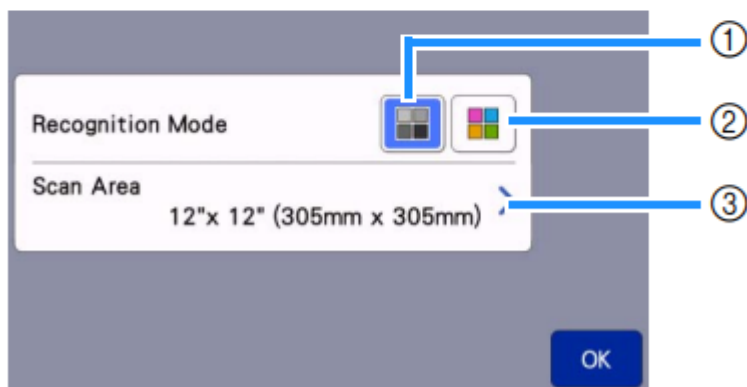 ①
Recognition Mode
②
Scan Area
12"x 12" (305mm x 305mm)
③
OK